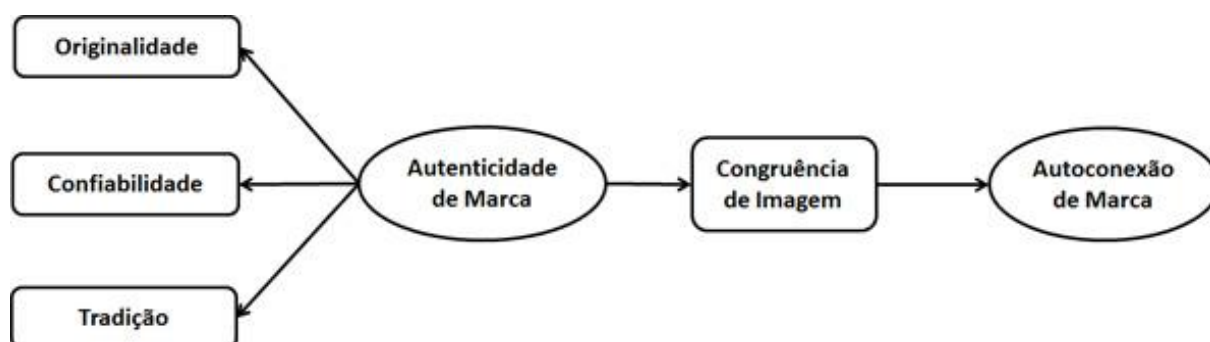 Originalidade
Confiabilidade
Tradição
Autenticidade
de Marca
Congruência
de Imagem
Autoconexão
de Marca